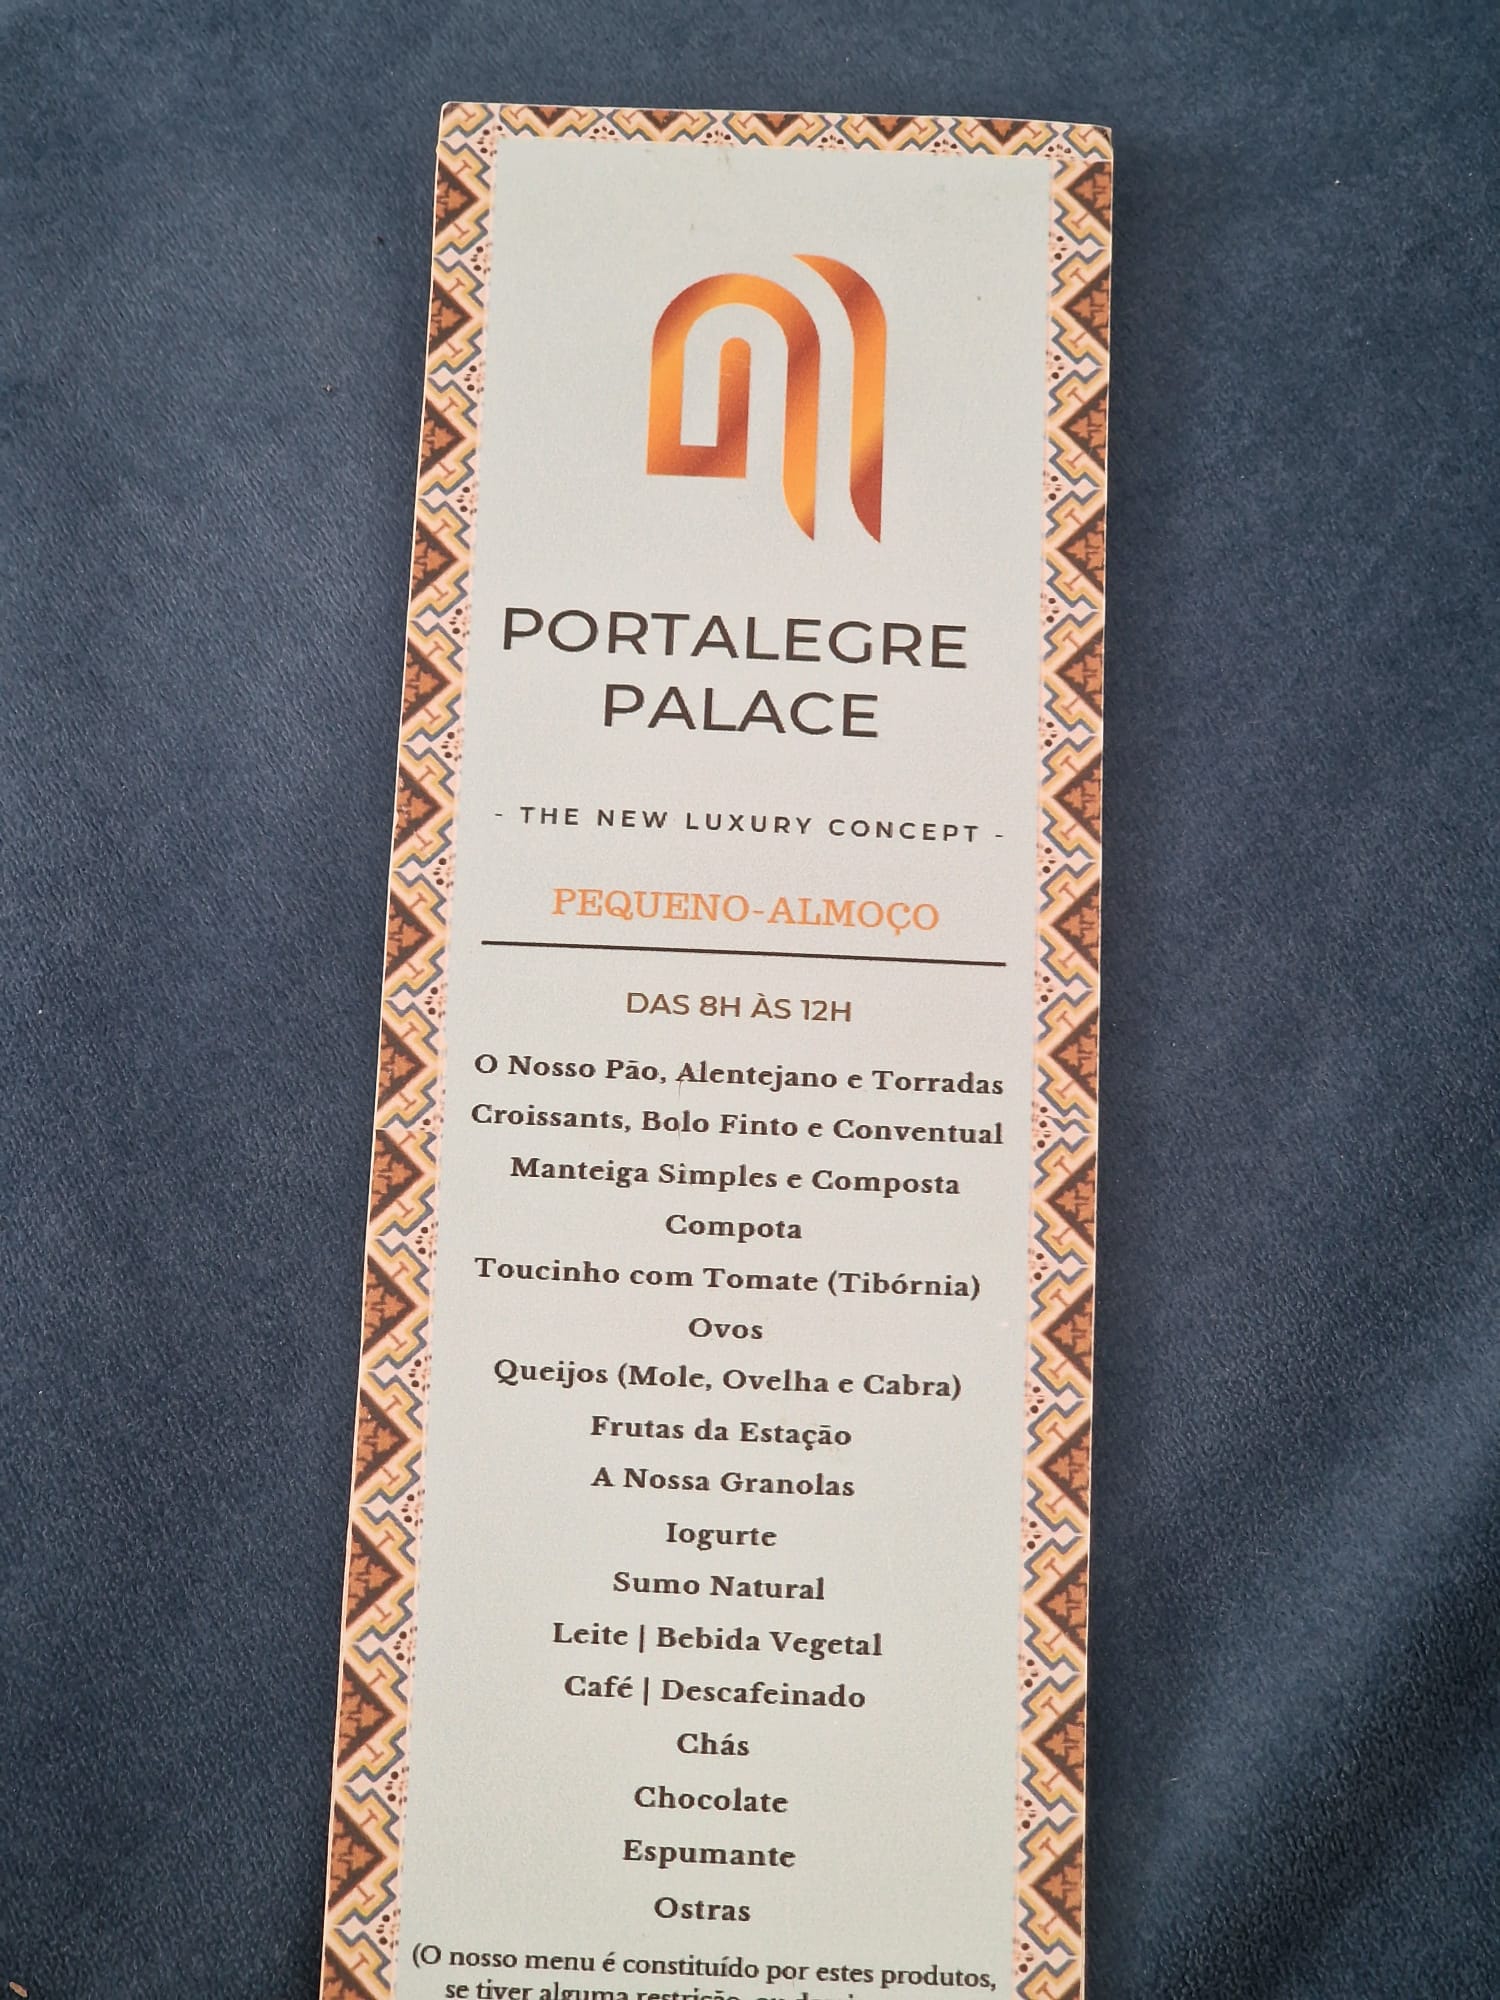 PORTALEGRE
PALACE
- THE NEW LUXURY CONCEPT -
PEQUENO-ALMOÇO
DAS 8H ÀS 12H
O Nosso Pão, Alentejano e Torradas
Croissants, Bolo Finto e Conventual
Manteiga Simples e Composta
Compota
Toucinho com Tomate (Tibórnia)
Ovos
Queijos (Mole, Ovelha e Cabra)
Frutas da Estação
A Nossa Granolas
Iogurte
Sumo Natural
Leite | Bebida Vegetal
Café | Descafeinado
Chás
Chocolate
Espumante
Ostras
(O nosso menu é constituído por estes produtos,
se tiver alguma restrição, ou